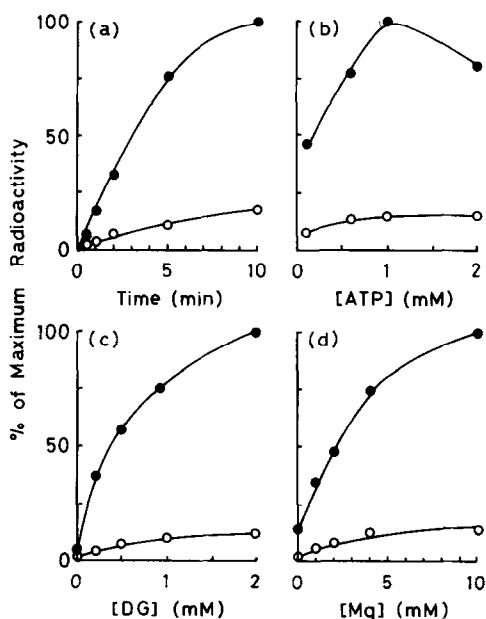 % of Maximum Radioactivity
(a)
100
50
0
0 5 10
Time (min)
(b)
0 1 2
[ATP] (mM)
(c)
100
50
0
0 1 2
[DG] (mM)
(d)
0 5 10
[Mg] (mM)